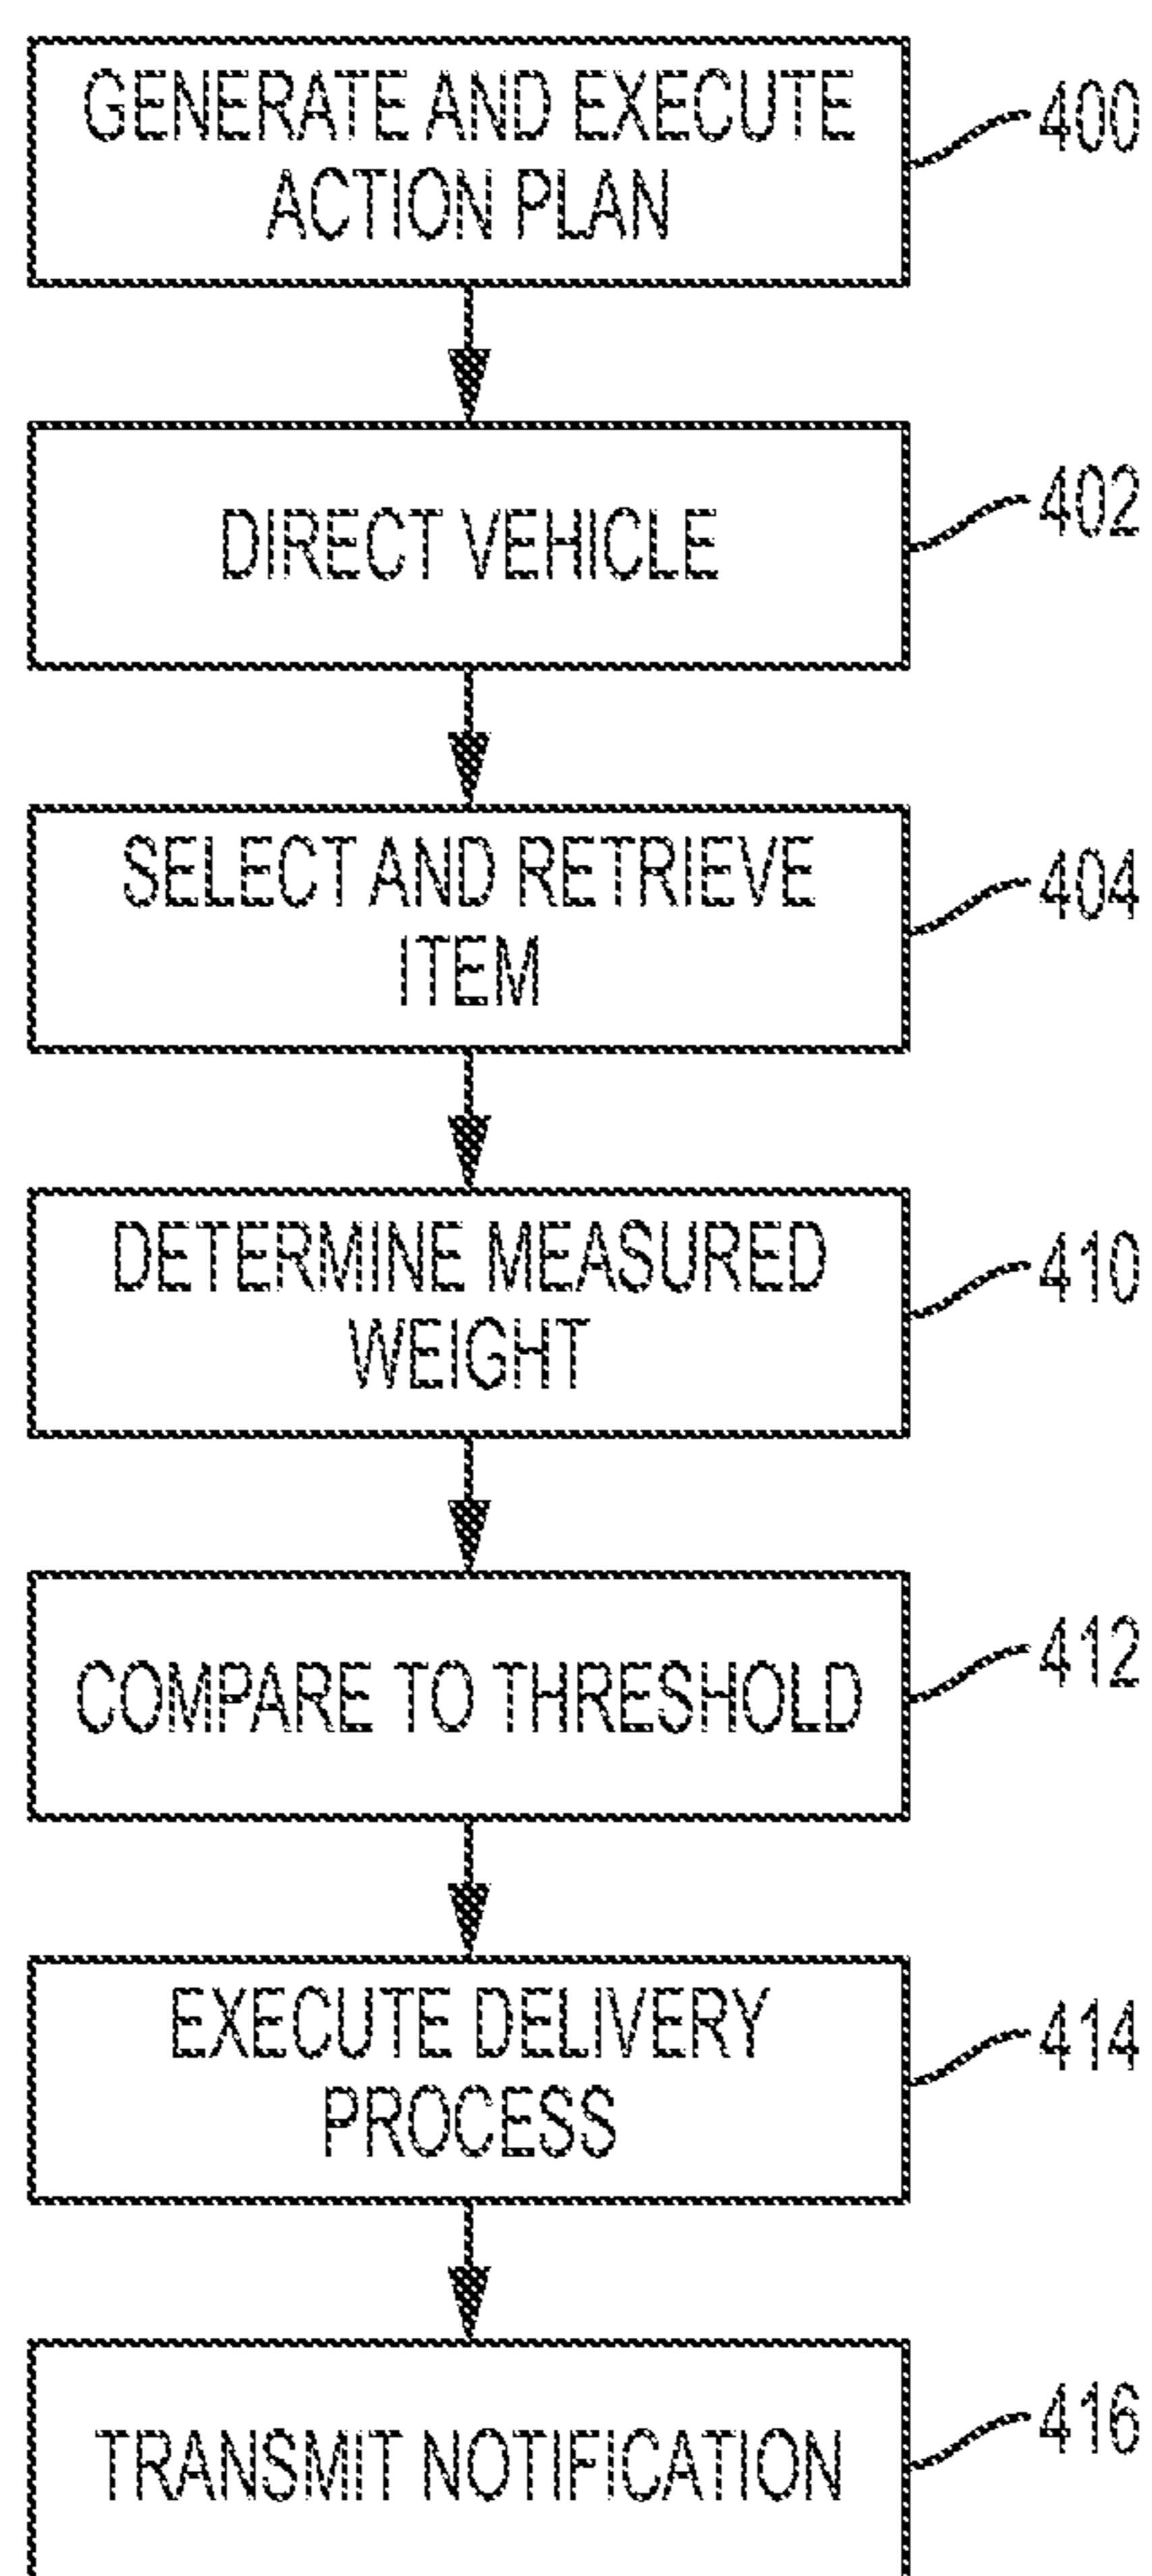 GENERATE AND EXECUTE
ACTION PLAN
400
DIRECT VEHICLE
402
SELECT AND RETRIEVE
ITEM
404
DETERMINE MEASURED
WEIGHT
410
COMPARE TO THRESHOLD
412
EXECUTE DELIVERY
PROCESS
414
TRANSMIT NOTIFICATION
416